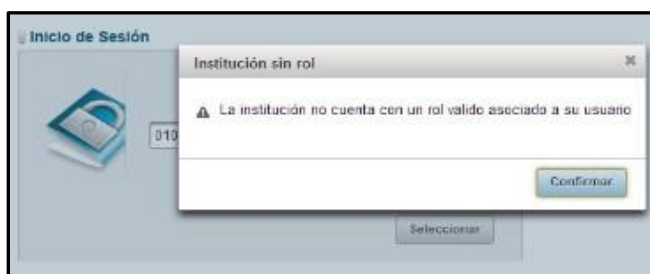 Inicio de Sesión
Institución sin rol
La institución no cuenta con un rol valido asociado a su usuario
010
Confirmar
Seleccionar